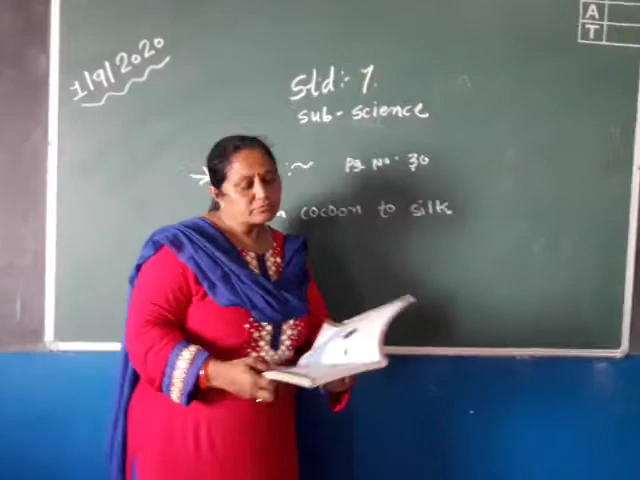 1/9/2020
A
T
Std:- 7
sub- science
Pg No. 30
cocoon to silk